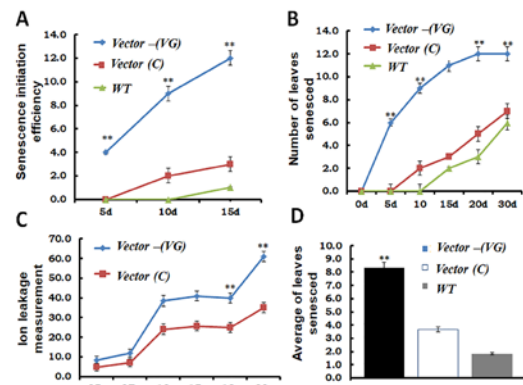 A
Senescence initiation
efficiency
14.0
12.0
10.0
8.0
6.0
4.0
2.0
0.0
Vector –(VG)
Vector (C)
WT
**
**
**
5d 10d 15d
B
Number of leaves
senesced
14.0
12.0
10.0
8.0
6.0
4.0
2.0
0.0
Vector –(VG)
Vector (C)
WT
**
**
**
**
0d 5d 10 15d 20d 30d
C
Ion leakage
measurement
70.0
60.0
50.0
40.0
30.0
20.0
10.0
0.0
Vector –(VG)
Vector (C)
**
**
D
Average of leaves
senesced
10.0
9.0
8.0
7.0
6.0
5.0
4.0
3.0
2.0
1.0
0.0
**
Vector –(VG)
Vector (C)
WT